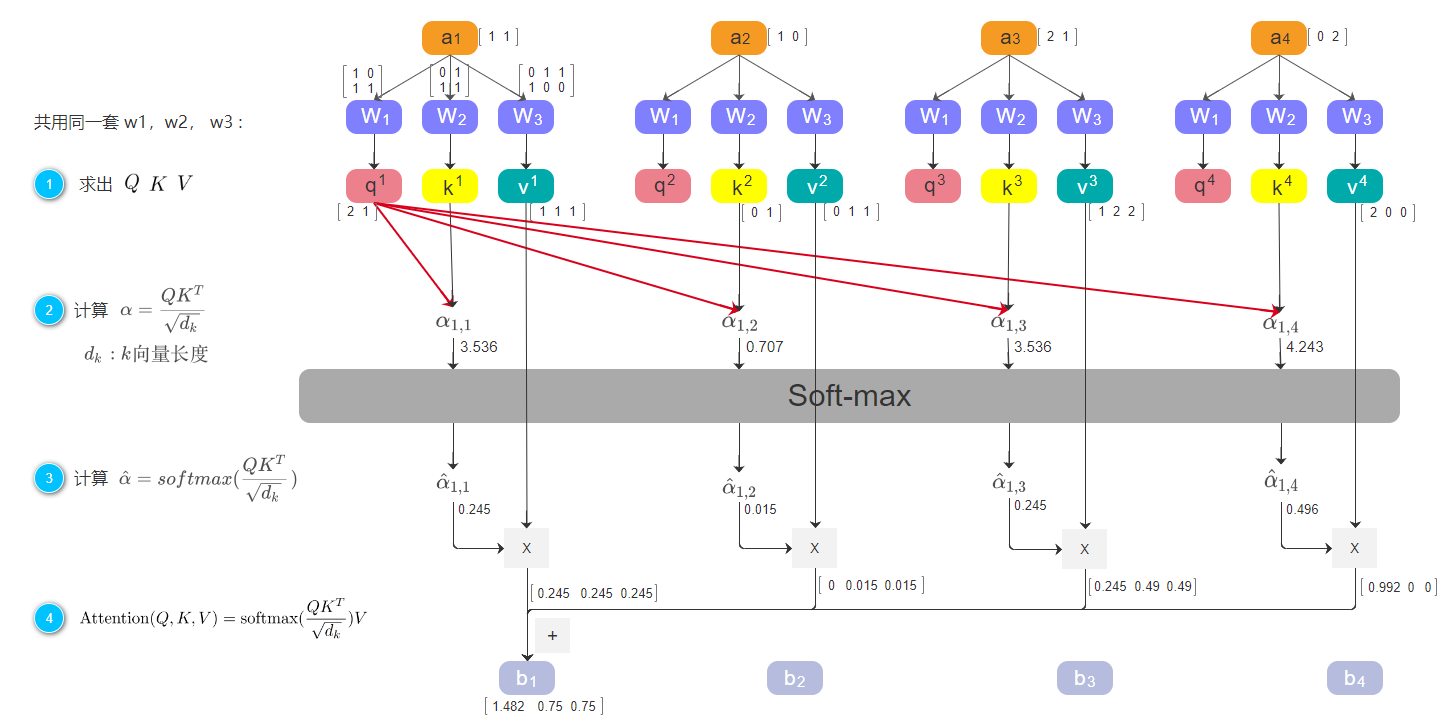 a1 [ 1 1 ] a2 [ 1 0 ] a3 [ 2 1 ] a4 [ 0 2 ]
[ 1 0 [ 0 1 [ 0 1 1
1 1 ] 1 1 ] 1 0 0 ]
共用同一套 w1，w2， w3 : W1 W2 W3 W1 W2 W3 W1 W2 W3 W1 W2 W3
1 求出 Q K V q¹ k¹ v¹ q² k² v² q³ k³ v³ q⁴ k⁴ v⁴
[ 2 1 ] [ 1 1 1 ] [ 0 1 ] [ 0 1 1 ] [ 1 2 2 ] [ 2 0 0 ]
2 计算 α = QK^T / √d_k α1,1 α1,2 α1,3 α1,4
d_k : k向量长度 3.536 0.707 3.536 4.243
Soft-max
3 计算 α̂ = softmax(QK^T / √d_k) α̂1,1 α̂1,2 α̂1,3 α̂1,4
0.245 0.015 0.245 0.496
x x x x
[ 0.245 0.245 0.245 ] [ 0 0.015 0.015 ] [ 0.245 0.49 0.49 ] [ 0.992 0 0 ]
4 Attention(Q, K, V) = softmax(QK^T / √d_k)V
+
b1 b2 b3 b4
[ 1.482 0.75 0.75 ]